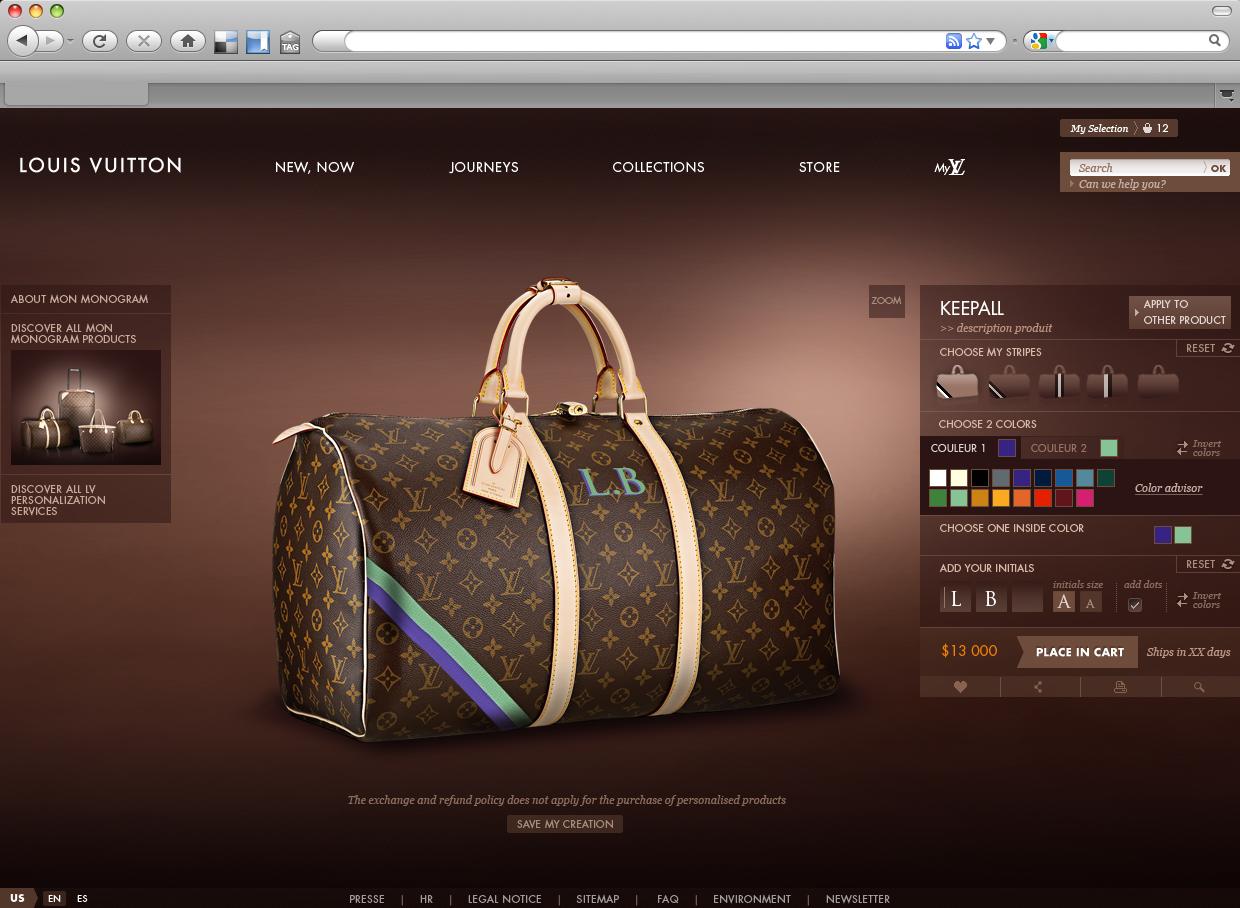 TAG
My Selection 12
LOUIS VUITTON
NEW, NOW
JOURNEYS
COLLECTIONS
STORE
My LV
Search
OK
Can we help you?
ABOUT MON MONOGRAM
DISCOVER ALL MON
MONOGRAM PRODUCTS
DISCOVER ALL LV
PERSONALIZATION
SERVICES
L.B
ZOOM
KEEPALL
>> description produit
APPLY TO
OTHER PRODUCT
CHOOSE MY STRIPES
RESET
CHOOSE 2 COLORS
COULEUR 1
COULEUR 2
Invert
colors
Color advisor
CHOOSE ONE INSIDE COLOR
ADD YOUR INITIALS
RESET
initials size
add dots
L B
A A
Invert
colors
$13 000
PLACE IN CART
Ships in XX days
The exchange and refund policy does not apply for the purchase of personalised products
SAVE MY CREATION
US EN ES
PRESSE | HR | LEGAL NOTICE | SITEMAP | FAQ | ENVIRONMENT | NEWSLETTER